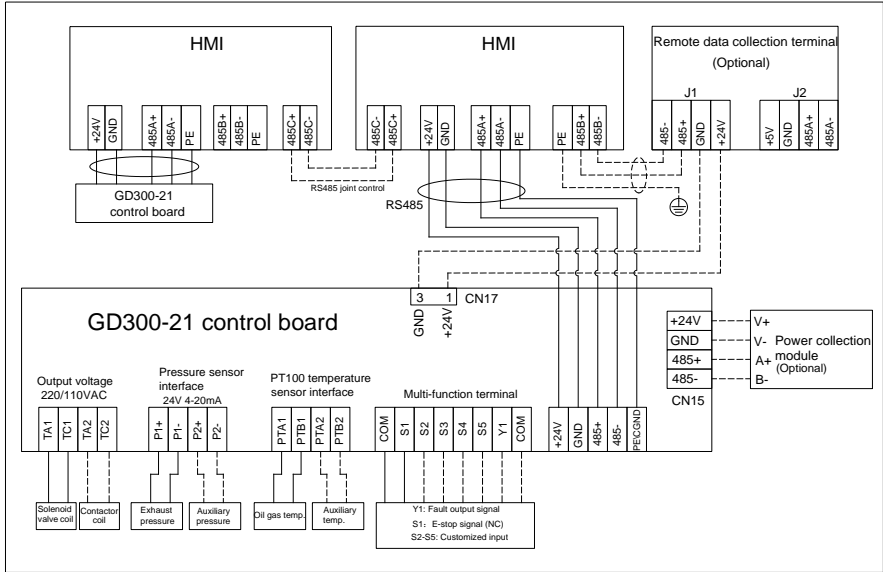 HMI
HMI
Remote data collection terminal
(Optional)
J1
J2
+24V
GND
485A+
485A-
PE
485B+
485B-
PE
485C+
485C-
485C-
485C+
+24V
GND
485A+
485A-
PE
PE
485B+
485B-
485-
485+
GND
+24V
+5V
GND
485A+
485A-
RS485 joint control
GD300-21
control board
RS485
3
1
CN17
GND
+24V
GD300-21 control board
+24V
GND
485+
485-
CN15
V+
V-
A+
B-
Power collection
module
(Optional)
Output voltage
220/110VAC
Pressure sensor
interface
24V 4-20mA
PT100 temperature
sensor interface
Multi-function terminal
TA1
TC1
TA2
TC2
P1+
P1-
P2+
P2-
PTA1
PTB1
PTA2
PTB2
COM
S1
S2
S3
S4
S5
Y1
COM
+24V
GND
485+
485-
PE\CGND
Solenoid
valve coil
Contactor
coil
Exhaust
pressure
Auxiliary
pressure
Oil gas temp.
Auxiliary
temp.
Y1: Fault output signal
S1: E-stop signal (NC)
S2-S5: Customized input